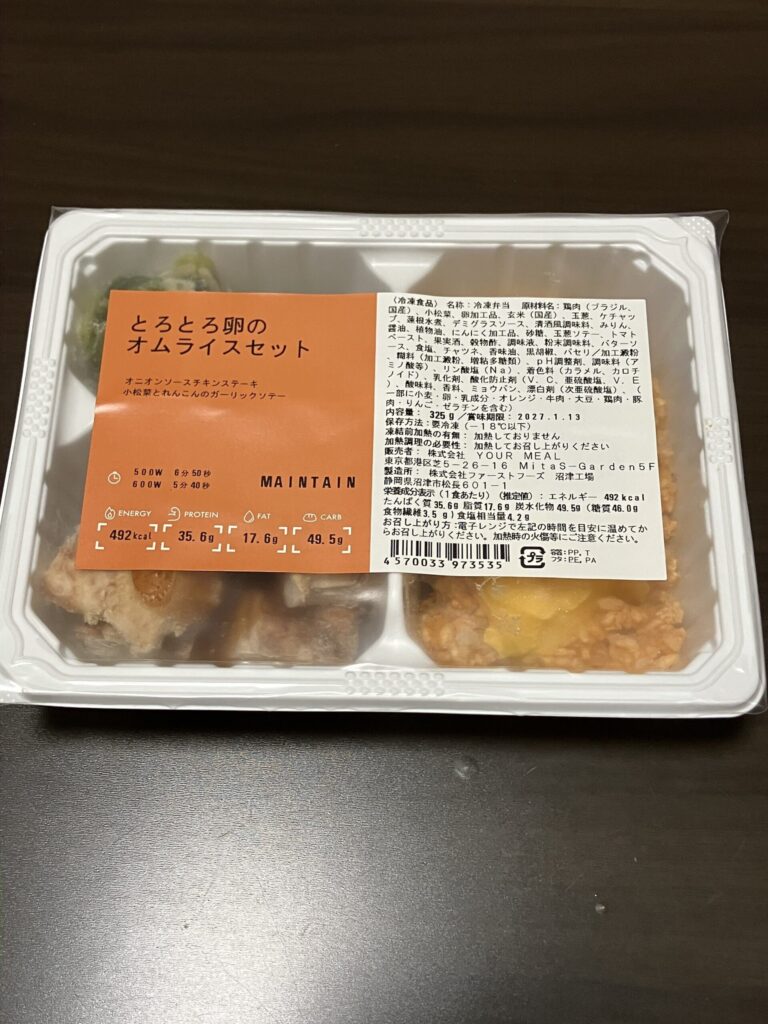 とろとろ卵の
オムライスセット
オニオンソースチキンステーキ
小松菜とれんこんのガーリックソテー
500W 6分50秒
600W 5分40秒
MAINTAIN
ENERGY PROTEIN FAT CARB
492kcal 35.6g 17.6g 49.5g
(冷凍食品) 名称:冷凍弁当 原材料名:鶏肉(ブラジル、
国産)、小松菜、卵加工品、玄米(国産)、玉葱、ケチャッ
プ、蓮根水煮、デミグラスソース、清酒風調味料、みりん、
醤油、植物油、にんにく加工品、砂糖、玉葱ソテー、トマト
ペースト、果実酒、穀物酢、調味液、粉末調味料、バターソ
ース、食塩、チャツネ、香味油、黒胡椒、パセリ/加工澱粉
、糊料(加工澱粉、増粘多糖類)、pH調整剤、調味料(ア
ミノ酸等)、リン酸塩(Na)、着色料(カラメル、カロチ
ノイド)、乳化剤、酸化防止剤(V.C、亜硫酸塩、V.E
)、酸味料、香料、ミョウバン、漂白剤(次亜硫酸塩)、(
一部に小麦・卵・乳成分・オレンジ・牛肉・大豆・鶏肉・豚
肉・りんご・ゼラチンを含む)
内容量: 325g/賞味期限:2027.1.13
保存方法:要冷凍(-18℃以下)
凍結前加熱の有無:加熱しておりません
加熱調理の必要性:加熱してお召し上がりください
販売者:株式会社 YOUR MEAL
東京都港区芝5-26-16 MitaS-Garden5F
製造所:株式会社ファーストフーズ 沼津工場
静岡県沼津市松長601-1
栄養成分表示(1食あたり)(推定値):エネルギー 492kcal
たんぱく質35.6g 脂質17.6g 炭水化物49.5g(糖質46.0g
食物繊維3.5g)食塩相当量4.2g
お召し上がり方:電子レンジで左記の時間を目安に温めてか
らお召し上がりください。加熱時の火傷等にご注意ください。
4570033 973535
プラ
容器:PP,T
フタ:PE,PA